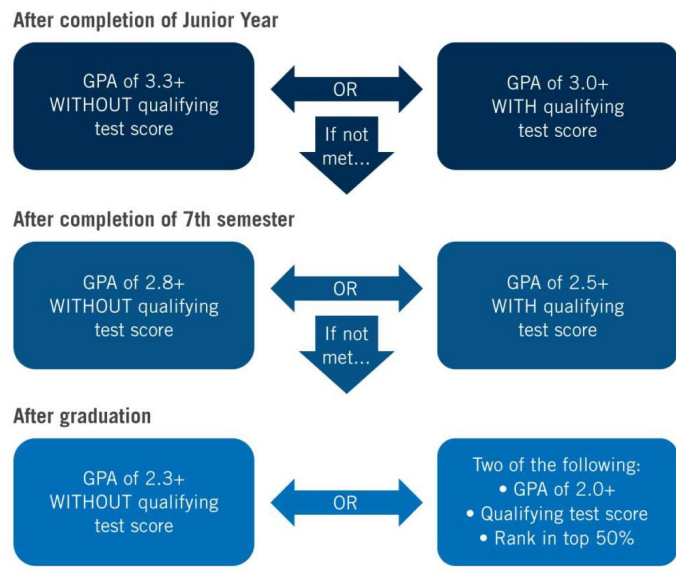 After completion of Junior Year
GPA of 3.3+
WITHOUT qualifying
test score
OR
GPA of 3.0+
WITH qualifying
test score
If not
met...
After completion of 7th semester
GPA of 2.8+
WITHOUT qualifying
test score
OR
GPA of 2.5+
WITH qualifying
test score
If not
met...
After graduation
GPA of 2.3+
WITHOUT qualifying
test score
OR
Two of the following:
• GPA of 2.0+
• Qualifying test score
• Rank in top 50%